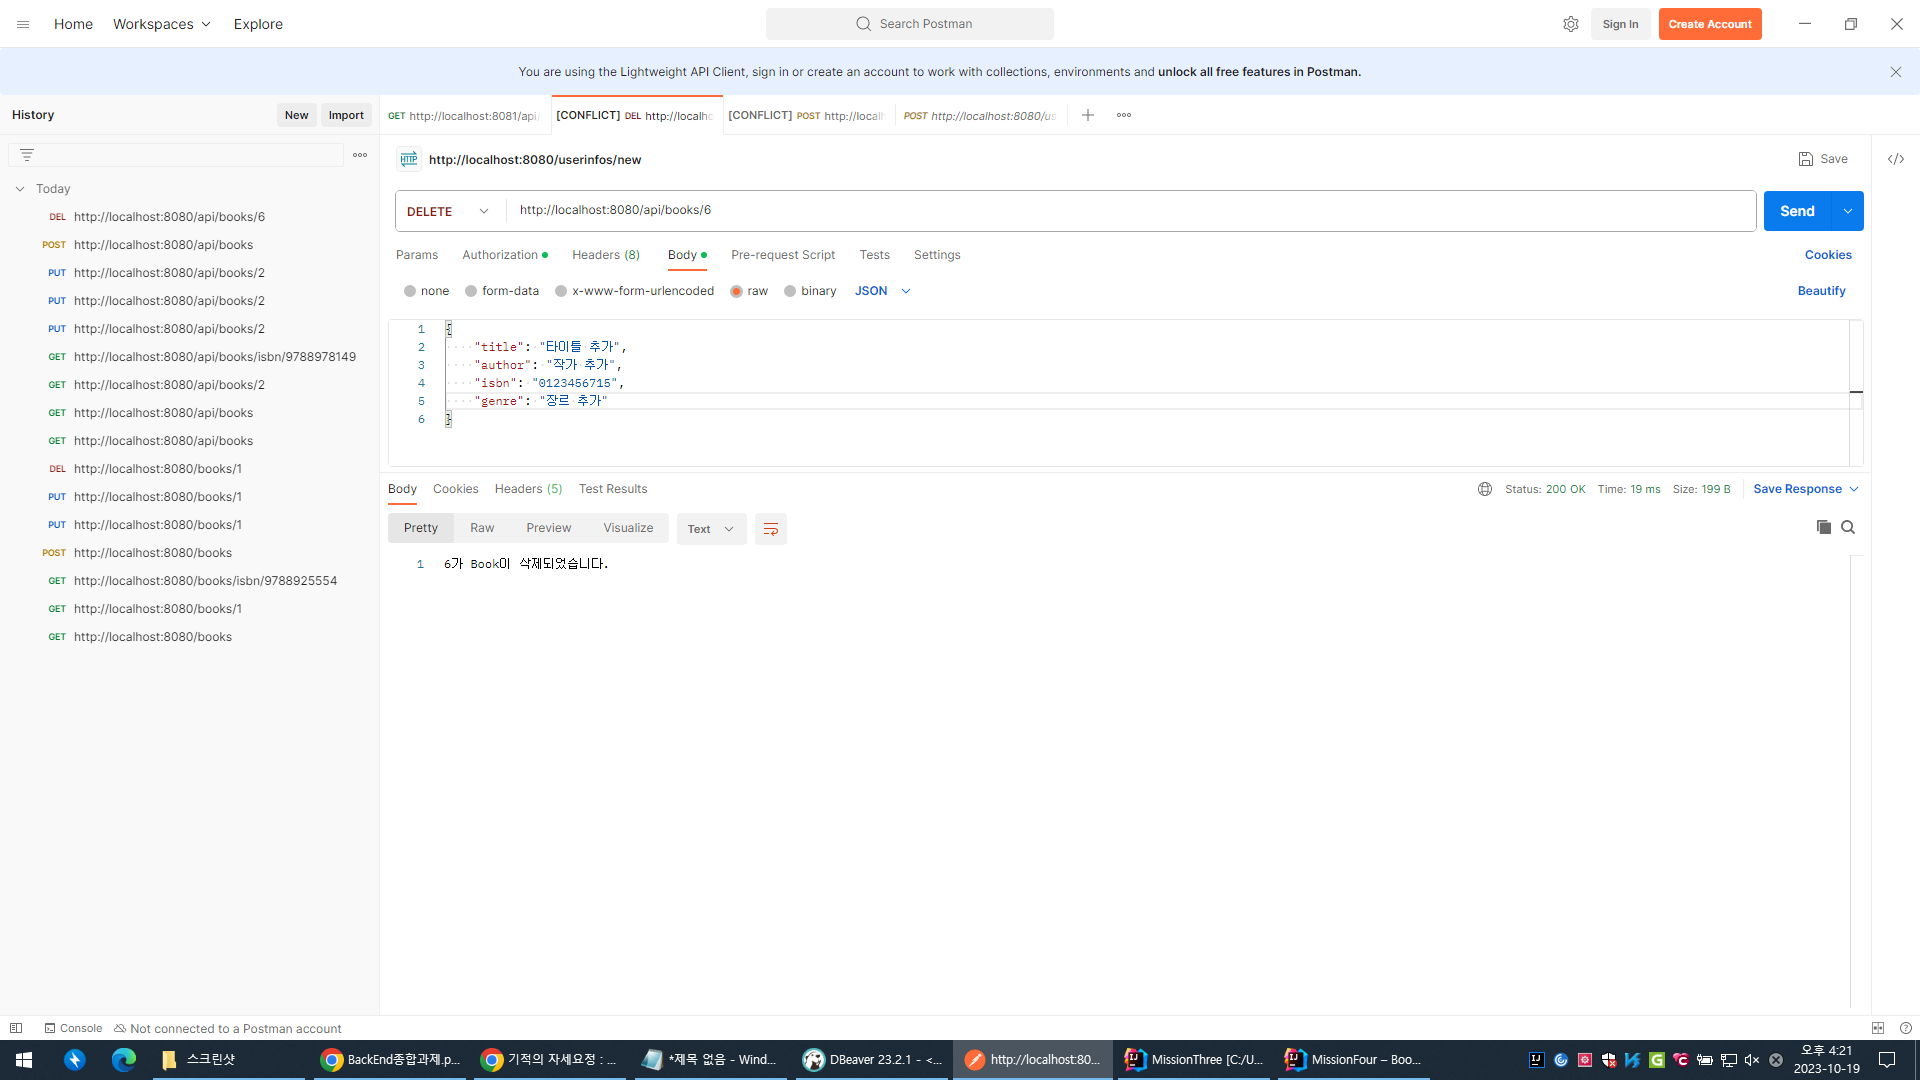 Home
Workspaces
Explore
Search Postman
Sign In
Create Account
You are using the Lightweight API Client, sign in or create an account to work with collections, environments and unlock all free features in Postman.
History
New
Import
GET http://localhost:8081/api/
[CONFLICT] DEL http://localho
[CONFLICT] POST http://local
POST http://localhost:8080/us
http://localhost:8080/userinfos/new
Save
Today
DEL http://localhost:8080/api/books/6
POST http://localhost:8080/api/books
PUT http://localhost:8080/api/books/2
PUT http://localhost:8080/api/books/2
PUT http://localhost:8080/api/books/2
GET http://localhost:8080/api/books/isbn/9788978149
GET http://localhost:8080/api/books/2
GET http://localhost:8080/api/books
GET http://localhost:8080/api/books
DEL http://localhost:8080/books/1
PUT http://localhost:8080/books/1
PUT http://localhost:8080/books/1
POST http://localhost:8080/books
GET http://localhost:8080/books/isbn/9788925554
GET http://localhost:8080/books/1
GET http://localhost:8080/books
DELETE
http://localhost:8080/api/books/6
Send
Params
Authorization
Headers (8)
Body
Pre-request Script
Tests
Settings
Cookies
none
form-data
x-www-form-urlencoded
raw
binary
JSON
Beautify
1 {
2 "title": "타이틀 추가",
3 "author": "작가 추가",
4 "isbn": "0123456715",
5 "genre": "장르 추가"
6 }
Body
Cookies
Headers (5)
Test Results
Status: 200 OK
Time: 19 ms
Size: 199 B
Save Response
Pretty
Raw
Preview
Visualize
Text
1 6가 Book이 삭제되었습니다.
Console
Not connected to a Postman account
스크린샷
BackEnd종합과제.p...
기적의 자세요정 : ...
*제목 없음 - Wind...
DBeaver 23.2.1 - <...
http://localhost:80...
MissionThree [C:/U...
MissionFour – Boo...
오후 4:21
2023-10-19